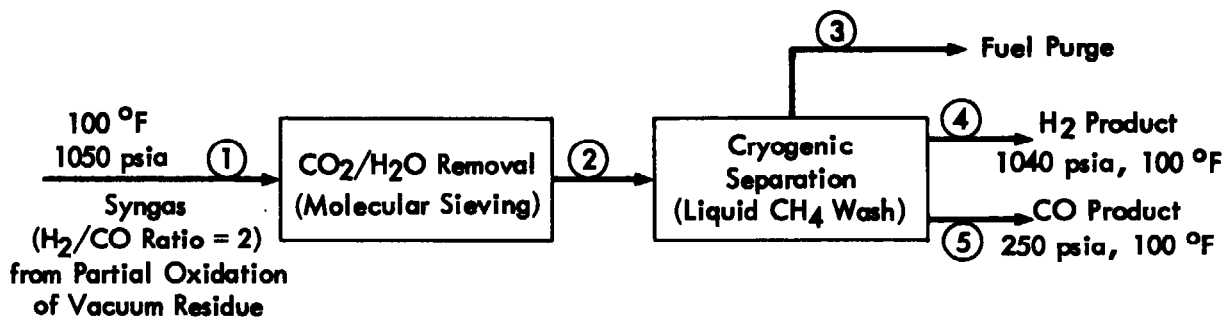 100 °F
1050 psia
①
Syngas
(H2/CO Ratio = 2)
from Partial Oxidation
of Vacuum Residue
CO2/H2O Removal
(Molecular Sieving)
②
Cryogenic
Separation
(Liquid CH4 Wash)
③
Fuel Purge
④
H2 Product
1040 psia, 100 °F
⑤
CO Product
250 psia, 100 °F